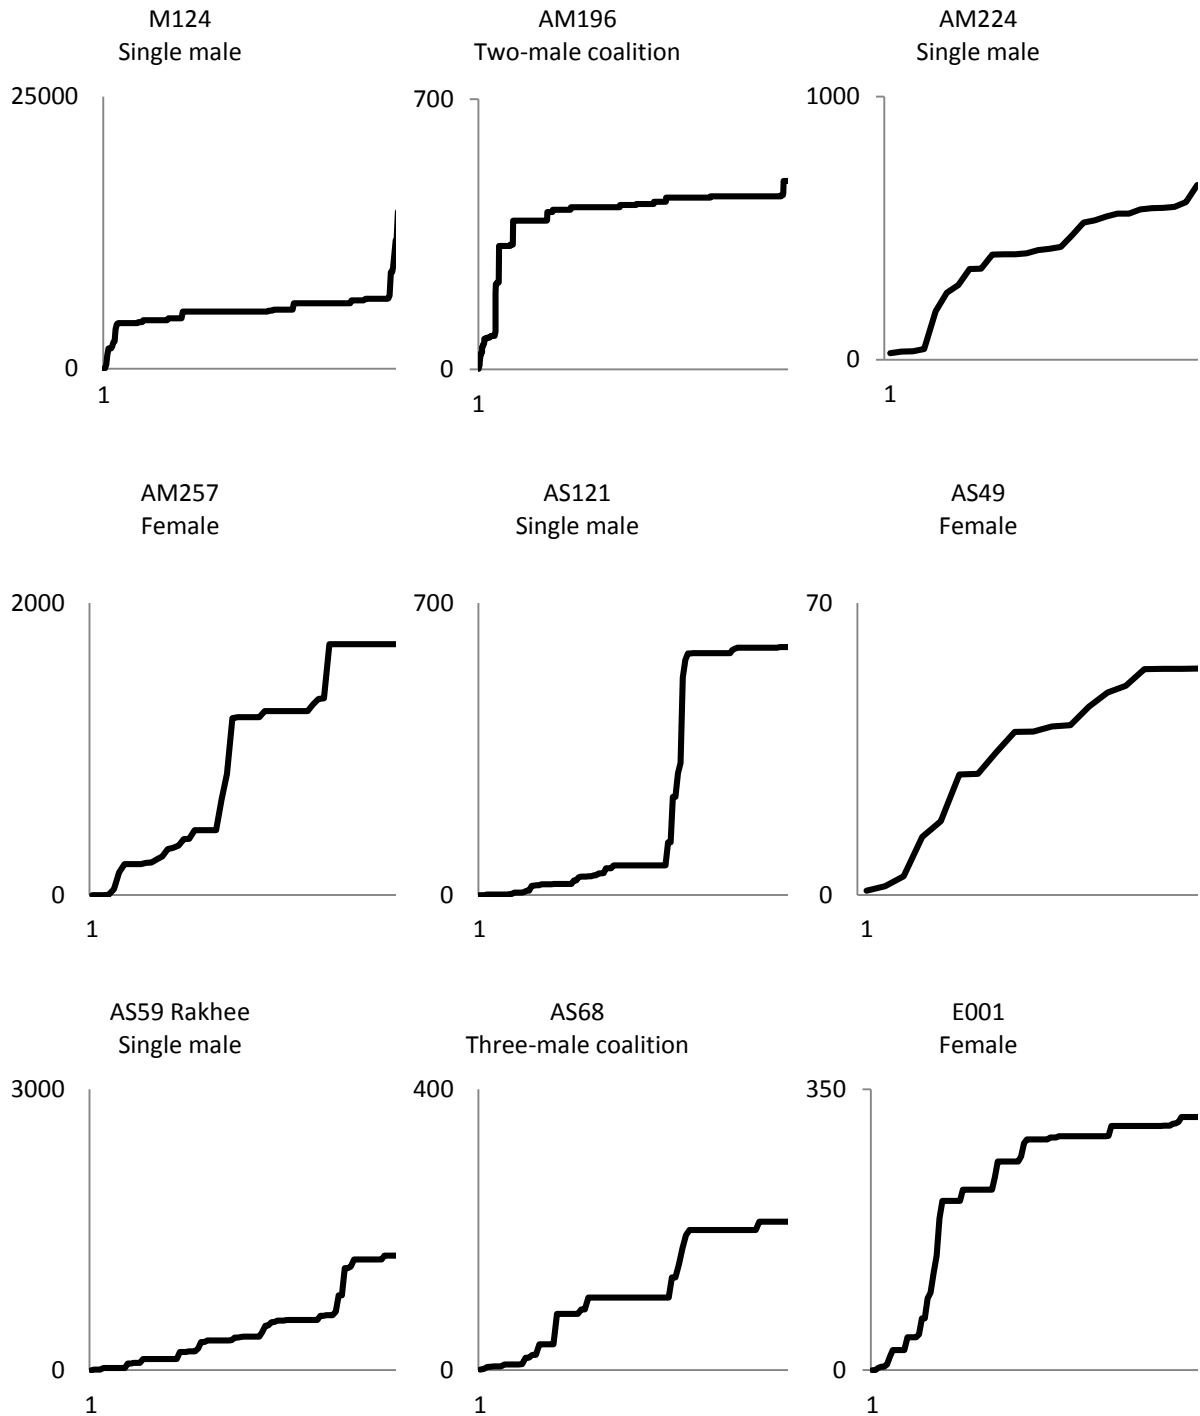 M124
Single male
25000
0
1
AM196
Two-male coalition
700
0
1
AM224
Single male
1000
0
1
AM257
Female
2000
0
1
AS121
Single male
700
0
1
AS49
Female
70
0
1
AS59 Rakhee
Single male
3000
0
1
AS68
Three-male coalition
400
0
1
E001
Female
350
0
1